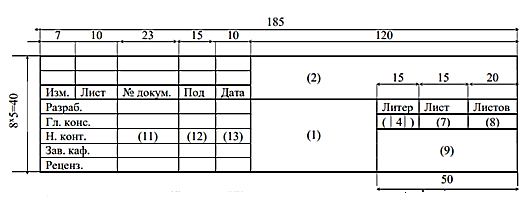 185
7 10 23 15 10 120
(2)
15 15 20
Изм. Лист № докум. Под Дата
Разраб. Литер Лист Листов
Гл. конс. ( 4 ) (7) (8)
Н. конт. (11) (12) (13) (1)
Зав. каф. (9)
Реценз.
8*5=40
50